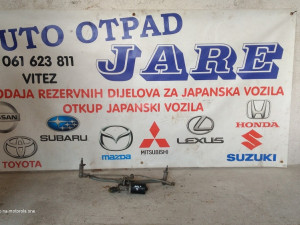 UTO OTPAD
061 623 811
JARE
VITEZ
ODAJA REZERVNIH DIJELOVA ZA JAPANSKA VOZILA
OTKUP JAPANSKI VOZILA
NISSAN
SUBARU
mazda
MITSUBISHI
LEXUS
HONDA
TOYOTA
SUZUKI